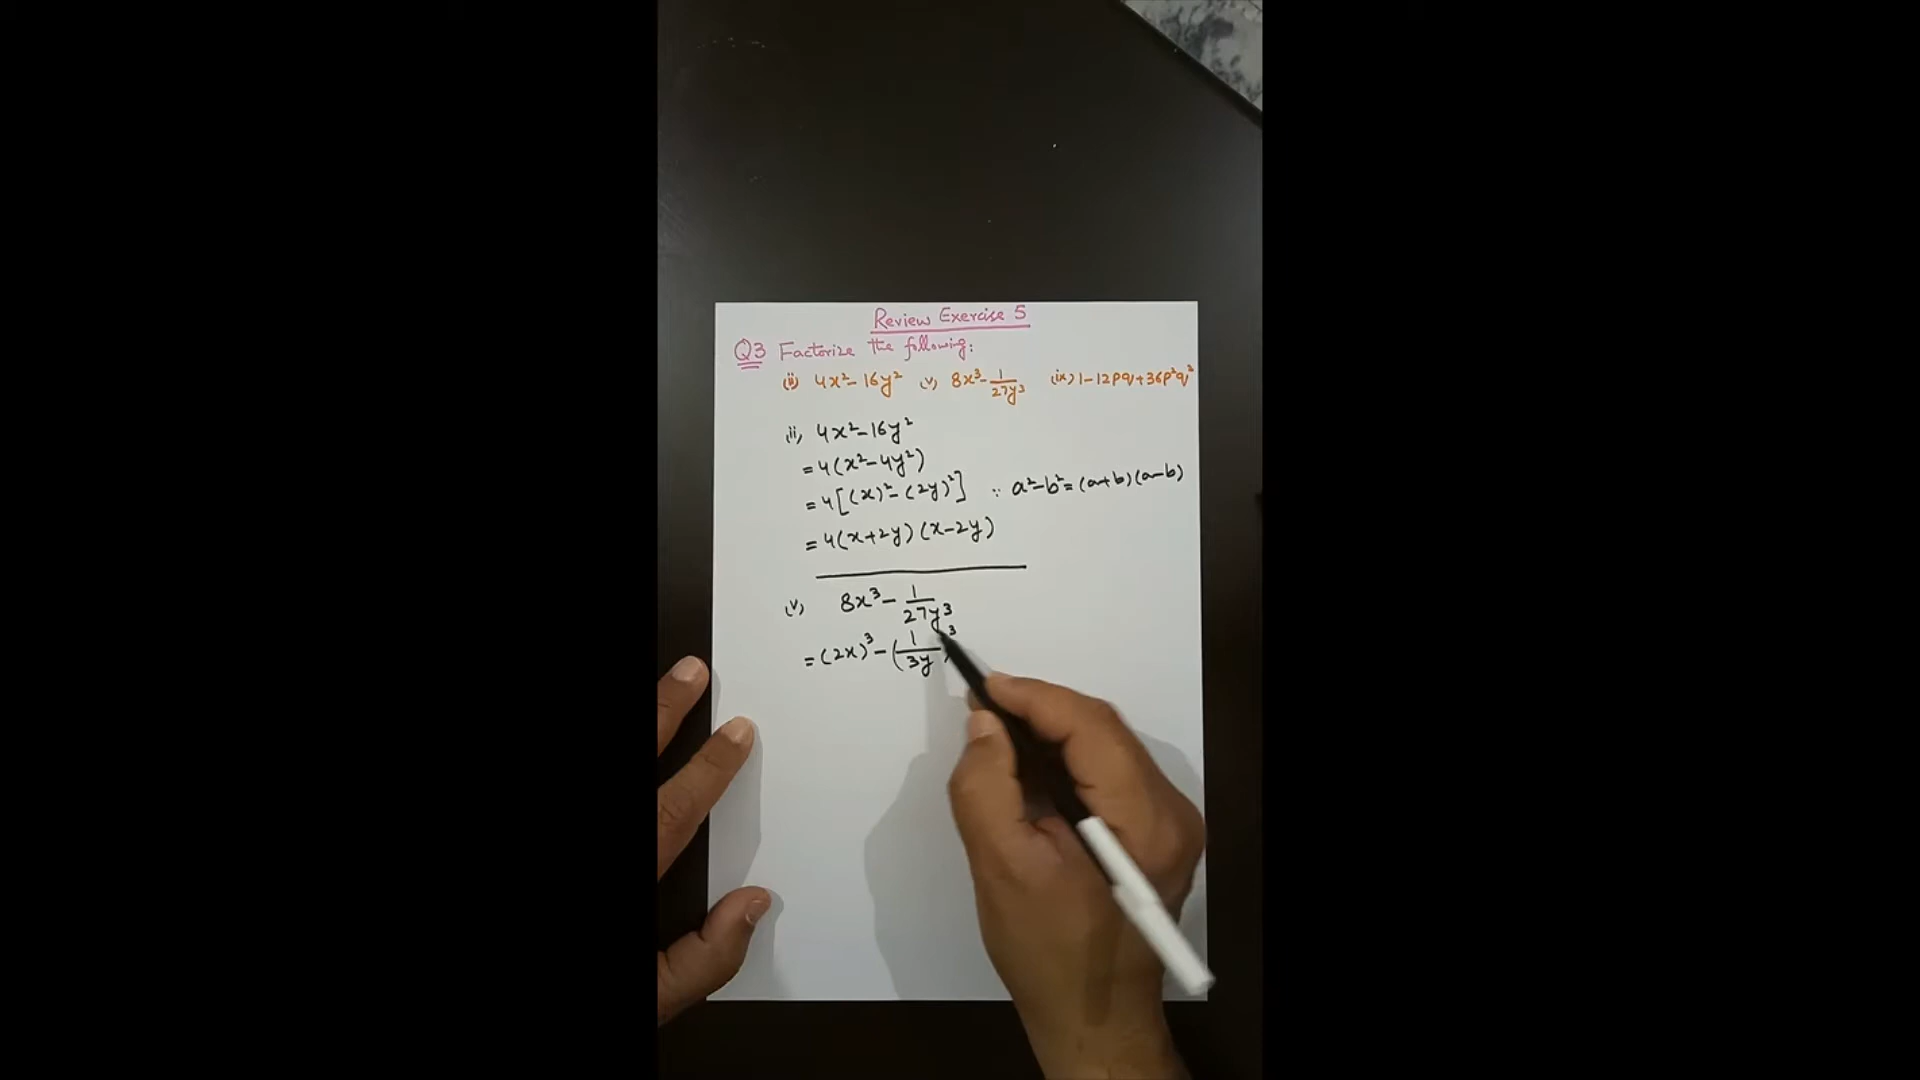 Review Exercise 5
Q3 Factorize the following:
(ii) 4x²-16y² (v) 8x³-1/27y³ (ix) 1-12pq+36p²q²
(ii) 4x²-16y²
=4(x²-4y²)
=4[(x)²-(2y)²] ∵ a²-b²=(a+b)(a-b)
=4(x+2y)(x-2y)
(v) 8x³-1/27y³
=(2x)³-(1/3y)³